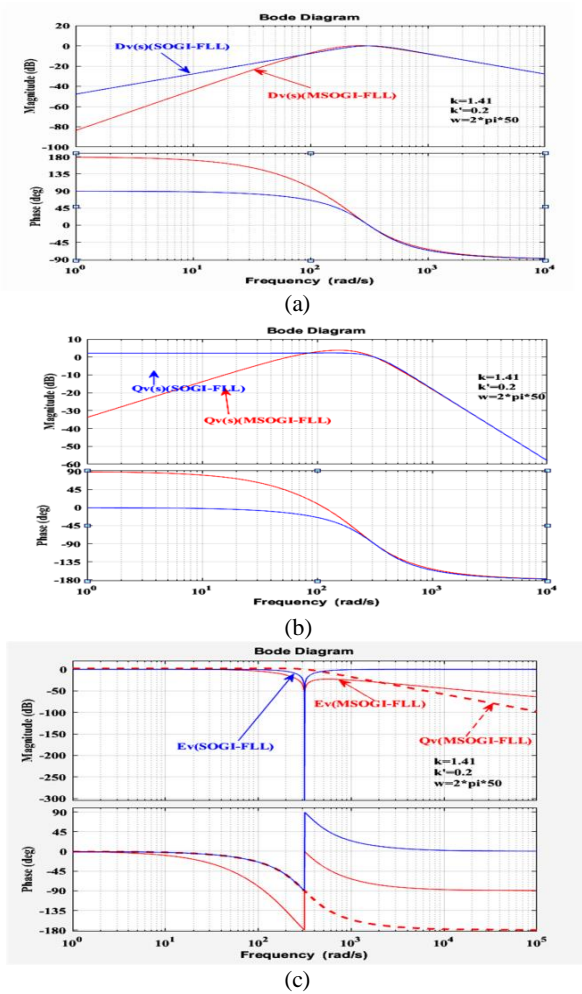 Bode Diagram
20
0
-20
-40
-60
-80
-100
Magnitude (dB)
Dv(s)(SOGI-FLL)
Dv(s)(MSOGI-FLL)
k=1.41
k'=0.2
w=2*pi*50
180
135
90
45
0
-45
-90
Phase (deg)
10^0
10^1
10^2
10^3
10^4
Frequency (rad/s)
(a)
Bode Diagram
10
0
-10
-20
-30
-40
-50
-60
Magnitude (dB)
Qv(s)(SOGI-FLL)
Qv(s)(MSOGI-FLL)
k=1.41
k'=0.2
w=2*pi*50
90
45
0
-45
-90
-135
-180
Phase (deg)
10^0
10^1
10^2
10^3
10^4
Frequency (rad/s)
(b)
Bode Diagram
0
-50
-100
-150
-200
-250
-300
Magnitude (dB)
Ev(SOGI-FLL)
Ev(MSOGI-FLL)
Qv(MSOGI-FLL)
k=1.41
k'=0.2
w=2*pi*50
90
45
0
-45
-90
-135
-180
Phase (deg)
10^0
10^1
10^2
10^3
10^4
10^5
Frequency (rad/s)
(c)